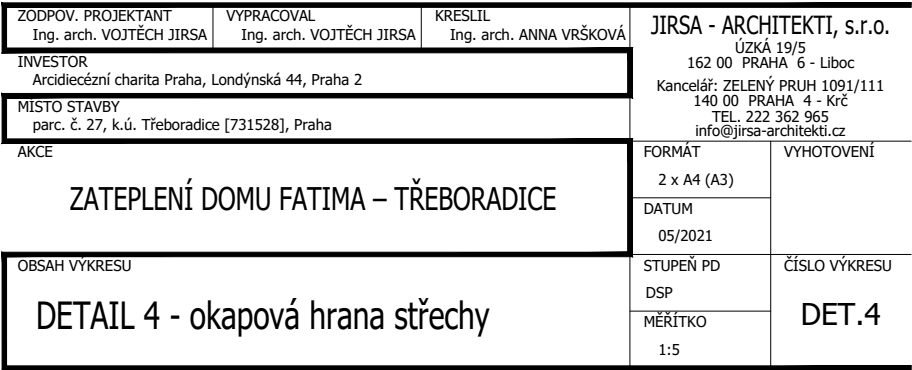 ZODPOV. PROJEKTANT
Ing. arch. VOJTĚCH JIRSA
VYPRACOVAL
Ing. arch. VOJTĚCH JIRSA
KRESLIL
Ing. arch. ANNA VRŠKOVÁ
JIRSA - ARCHITEKTI, s.r.o.
ÚZKÁ 19/5
162 00 PRAHA 6 - Liboc
Kancelář: ZELENÝ PRUH 1091/111
140 00 PRAHA 4 - Krč
TEL. 222 362 965
info@jirsa-architekti.cz
INVESTOR
Arcidiecézní charita Praha, Londýnská 44, Praha 2
MÍSTO STAVBY
parc. č. 27, k.ú. Třeboradice [731528], Praha
AKCE
ZATEPLENÍ DOMU FATIMA – TŘEBORADICE
FORMÁT
2 x A4 (A3)
VYHOTOVENÍ
DATUM
05/2021
OBSAH VÝKRESU
DETAIL 4 - okapová hrana střechy
STUPEŇ PD
DSP
MĚŘÍTKO
1:5
ČÍSLO VÝKRESU
DET.4